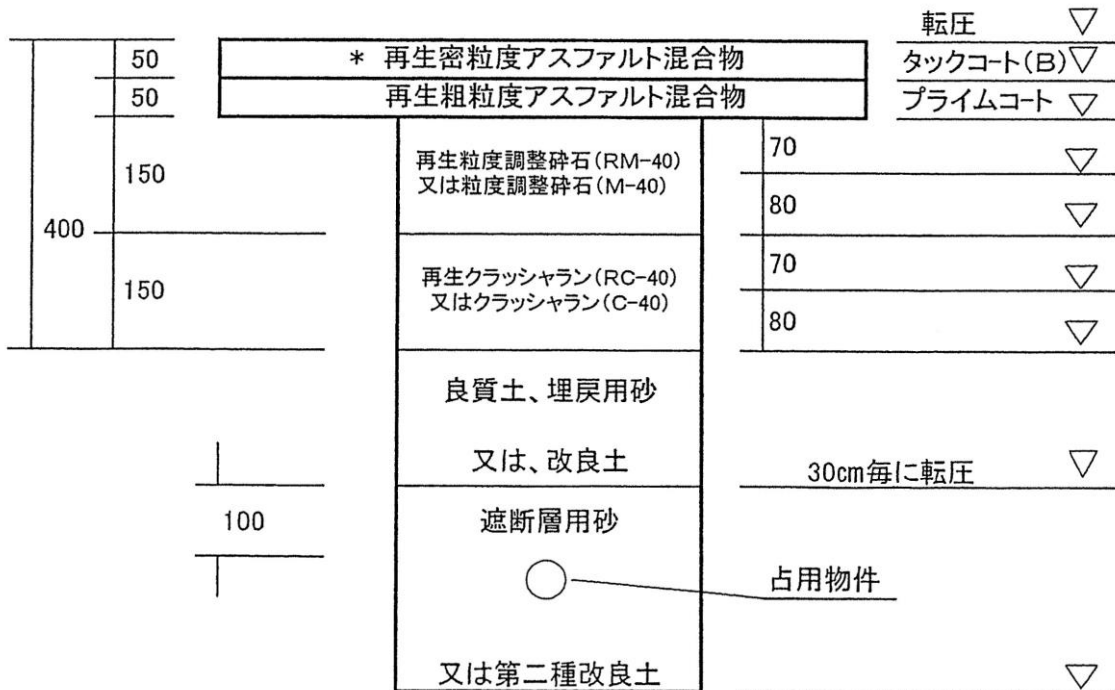 転圧 ▽
50
* 再生密粒度アスファルト混合物
タックコート(B)▽
50
再生粗粒度アスファルト混合物
プライムコート ▽
400
150
再生粒度調整砕石(RM-40)
又は粒度調整砕石(M-40)
70 ▽
80 ▽
150
再生クラッシャラン(RC-40)
又はクラッシャラン(C-40)
70 ▽
80 ▽
良質土、埋戻用砂
又は、改良土
30cm毎に転圧 ▽
100
遮断層用砂
占用物件
又は第二種改良土 ▽